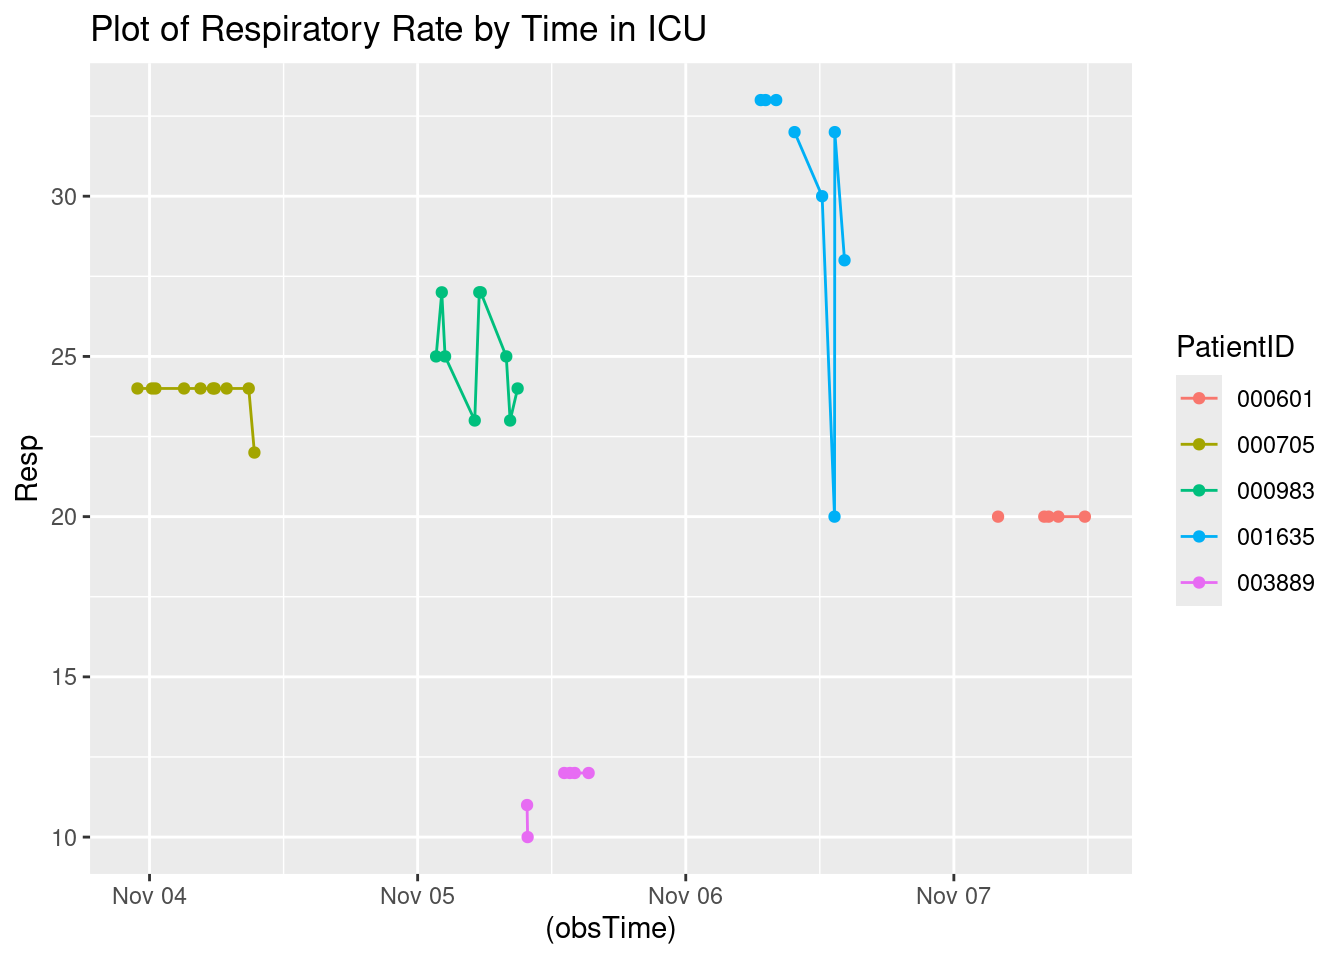 Plot of Respiratory Rate by Time in ICU
Resp
30
25
20
15
10
Nov 04
Nov 05
Nov 06
Nov 07
(obsTime)
PatientID
000601
000705
000983
001635
003889